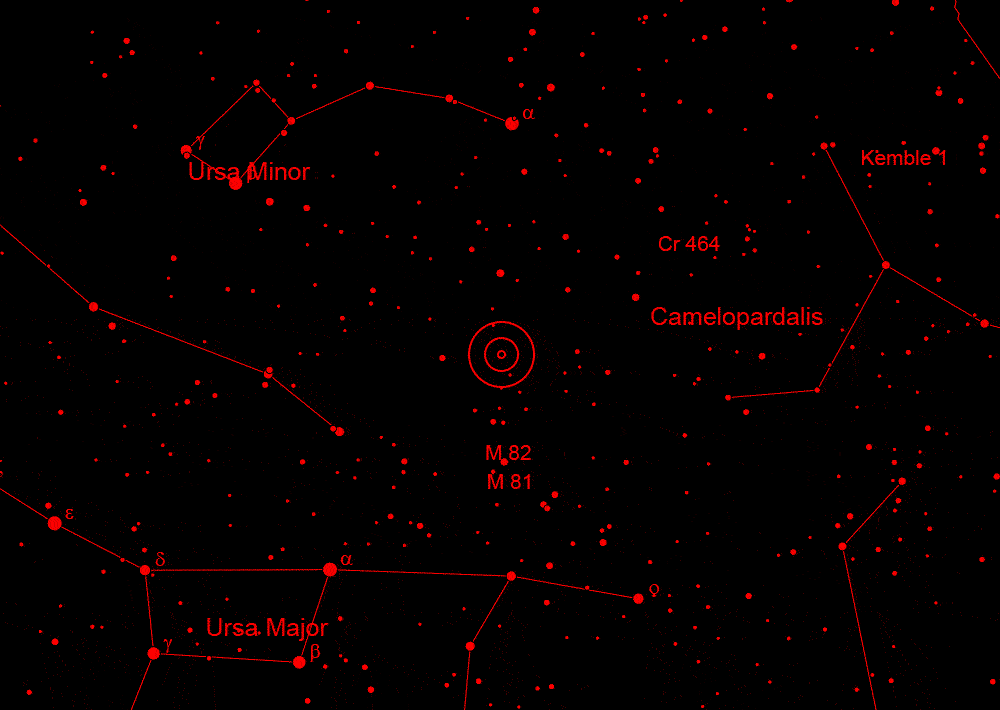 α
γ
Ursa Minor
β
Kemble 1
Cr 464
Camelopardalis
M 82
M 81
ε
δ
α
ο
Ursa Major
γ
β